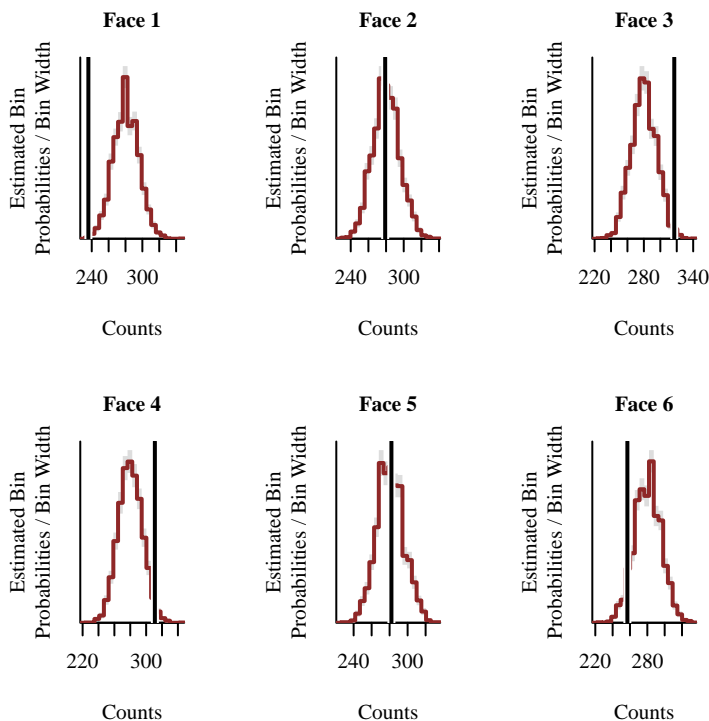 Face 1
Estimated Bin
Probabilities / Bin Width
240 300
Counts
Face 2
Estimated Bin
Probabilities / Bin Width
240 300
Counts
Face 3
Estimated Bin
Probabilities / Bin Width
220 280 340
Counts
Face 4
Estimated Bin
Probabilities / Bin Width
220 300
Counts
Face 5
Estimated Bin
Probabilities / Bin Width
240 300
Counts
Face 6
Estimated Bin
Probabilities / Bin Width
220 280
Counts